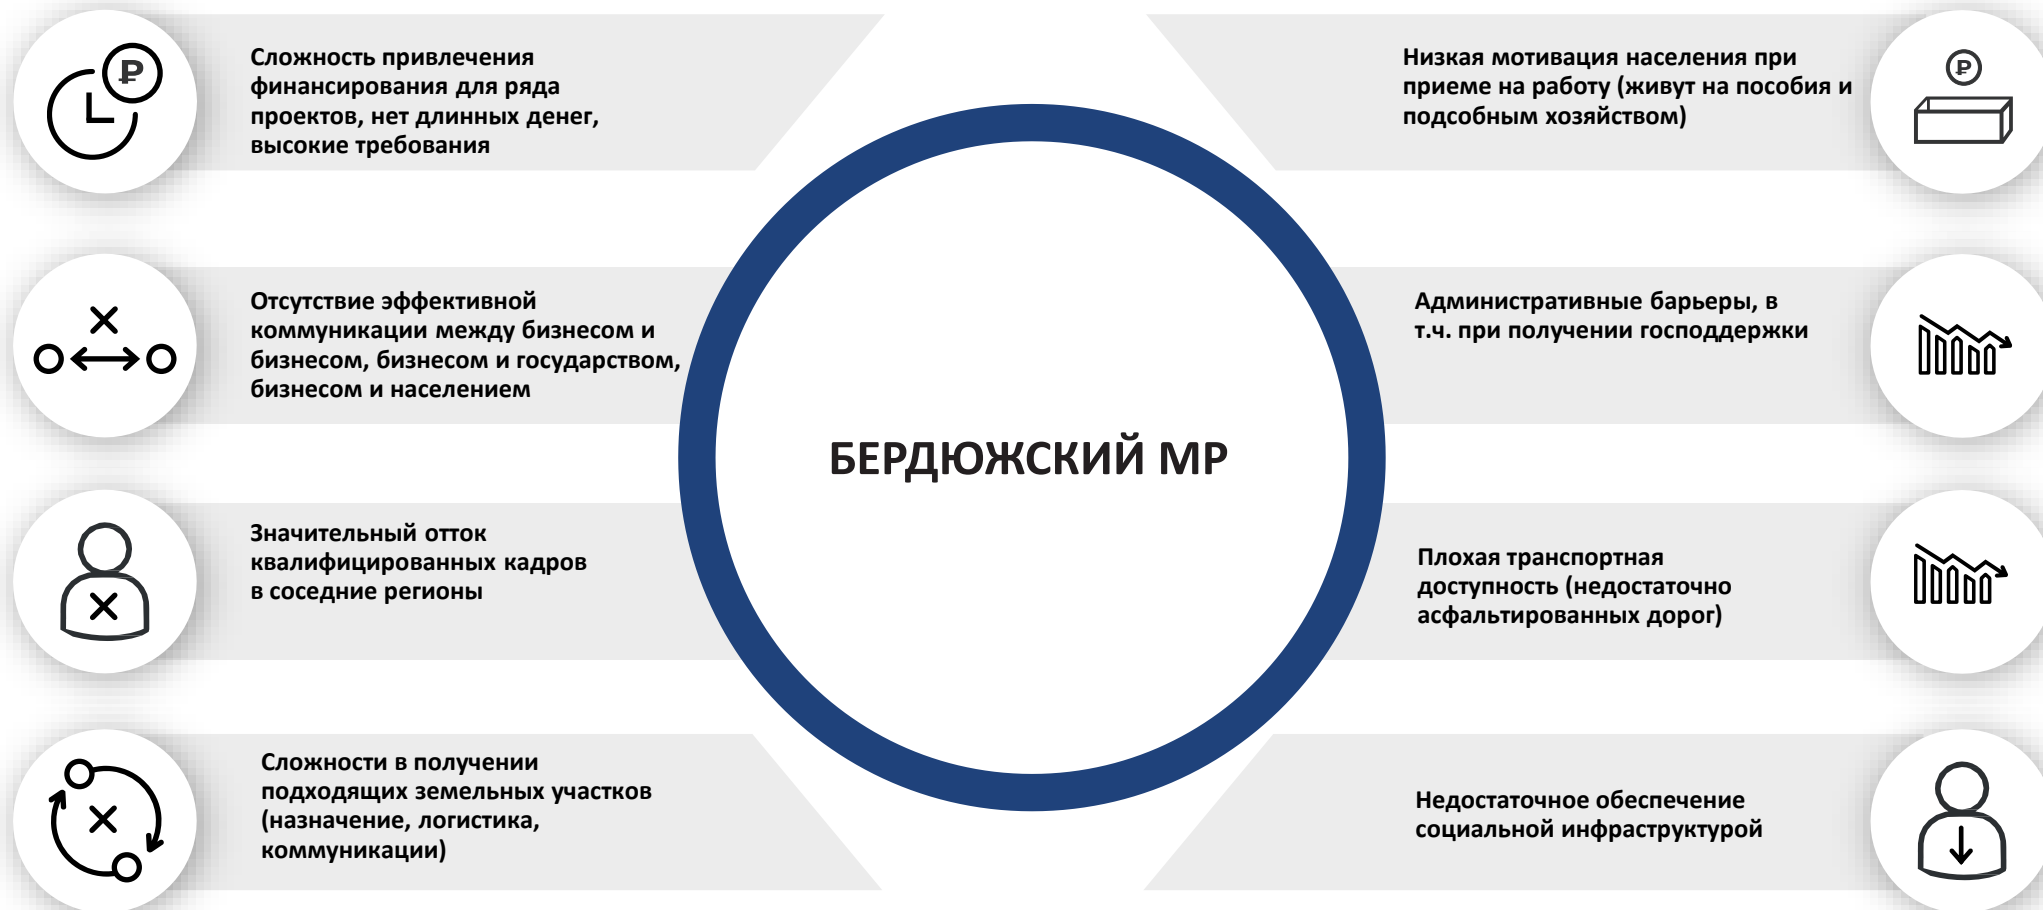 Сложность привлечения
финансирования для ряда
проектов, нет длинных денег,
высокие требования
Отсутствие эффективной
коммуникации между бизнесом и
бизнесом, бизнесом и государством,
бизнесом и населением
Значительный отток
квалифицированных кадров
в соседние регионы
Сложности в получении
подходящих земельных участков
(назначение, логистика,
коммуникации)
БЕРДЮЖСКИЙ МР
Низкая мотивация населения при
приеме на работу (живут на пособия и
подсобным хозяйством)
Административные барьеры, в
т.ч. при получении господдержки
Плохая транспортная
доступность (недостаточно
асфальтированных дорог)
Недостаточное обеспечение
социальной инфраструктурой